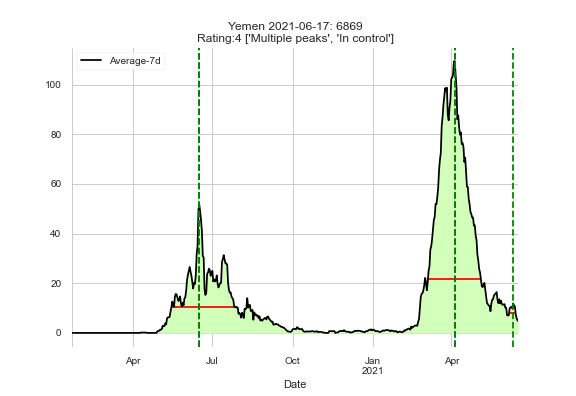 Yemen 2021-06-17: 6869
Rating:4 ['Multiple peaks', 'In control']
Average-7d
100
80
60
40
20
0
Apr Jul Oct Jan Apr
2021
Date